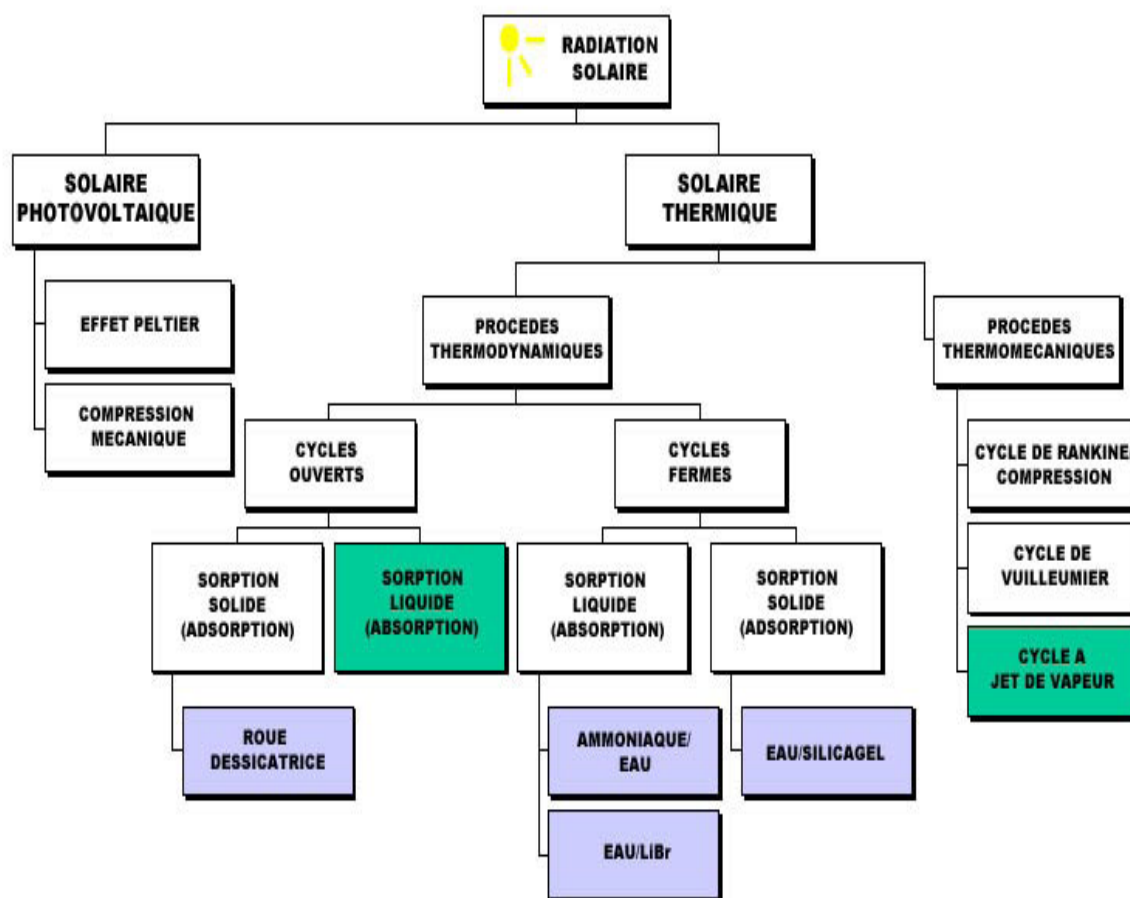 RADIATION
SOLAIRE
SOLAIRE
PHOTOVOLTAIQUE
SOLAIRE
THERMIQUE
EFFET PELTIER
COMPRESSION
MECANIQUE
PROCEDES
THERMODYNAMIQUES
PROCEDES
THERMOMECANIQUES
CYCLES
OUVERTS
CYCLES
FERMES
CYCLE DE RANKINE/
COMPRESSION
CYCLE DE
VUILLEUMIER
CYCLE A
JET DE VAPEUR
SORPTION
SOLIDE
(ADSORPTION)
SORPTION
LIQUIDE
(ABSORPTION)
SORPTION
LIQUIDE
(ABSORPTION)
SORPTION
SOLIDE
(ADSORPTION)
ROUE
DESSICATRICE
AMMONIAQUE/
EAU
EAU/LiBr
EAU/SILICAGEL